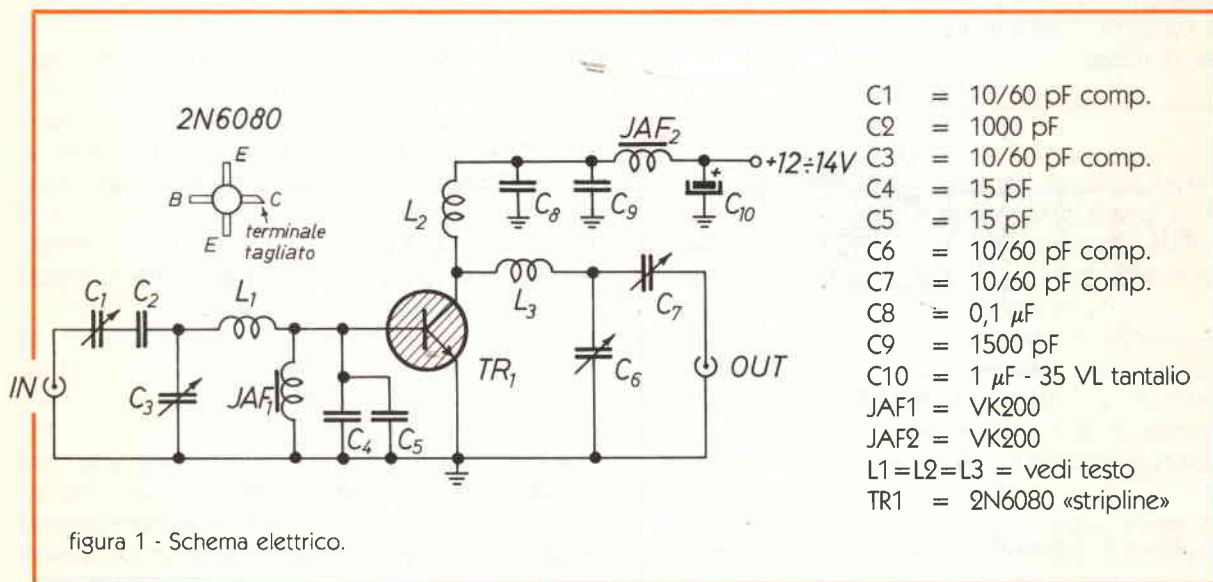 2N6080
E
B
C
E
terminale
tagliato
JAF2
+12÷14V
+
C8
C9
C10
L2
L3
C7
C6
OUT
C1
C2
L1
IN
C3
JAF1
C4
C5
TR1
C1 = 10/60 pF comp.
C2 = 1000 pF
C3 = 10/60 pF comp.
C4 = 15 pF
C5 = 15 pF
C6 = 10/60 pF comp.
C7 = 10/60 pF comp.
C8 = 0,1 µF
C9 = 1500 pF
C10 = 1 µF - 35 VL tantalio
JAF1 = VK200
JAF2 = VK200
L1=L2=L3 = vedi testo
TR1 = 2N6080 «stripline»
figura 1 - Schema elettrico.